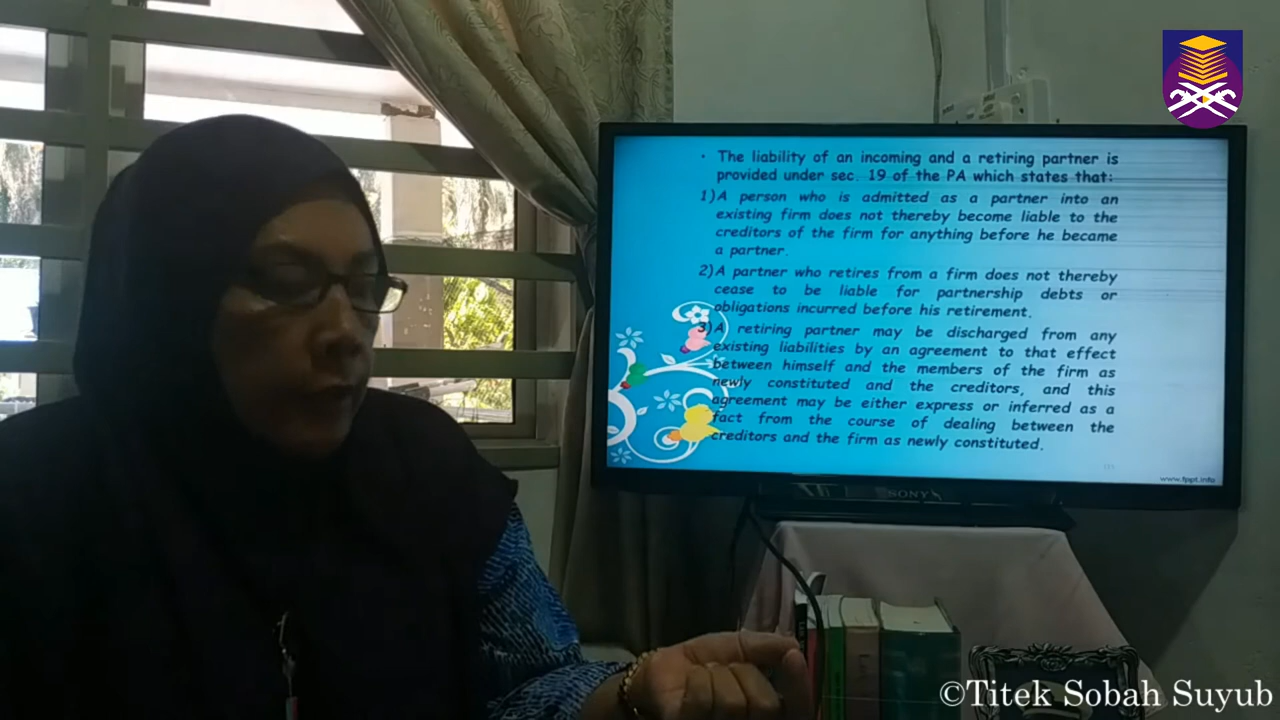 • The liability of an incoming and a retiring partner is
provided under sec. 19 of the PA which states that:
1)A person who is admitted as a partner into an
existing firm does not thereby become liable to the
creditors of the firm for anything before he became
a partner.
2)A partner who retires from a firm does not thereby
cease to be liable for partnership debts or
obligations incurred before his retirement.
3)A retiring partner may be discharged from any
existing liabilities by an agreement to that effect
between himself and the members of the firm as
newly constituted and the creditors, and this
agreement may be either express or inferred as a
fact from the course of dealing between the
creditors and the firm as newly constituted.
www.fppt.info
SONY
©Titek Sobah Suyub